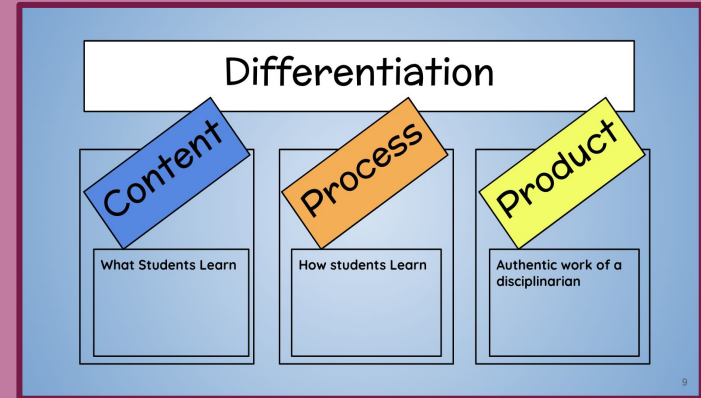 Differentiation
Content
Process
Product
What Students Learn
How students Learn
Authentic work of a
disciplinarian
9